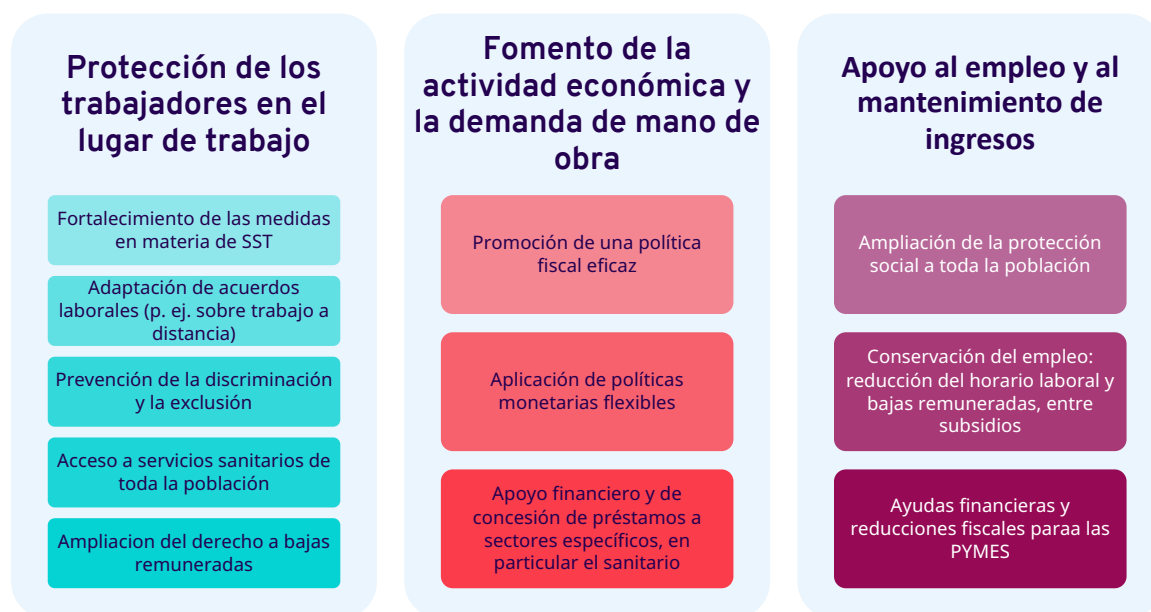 Protección de los
trabajadores en el
lugar de trabajo
Fortalecimiento de las medidas
en materia de SST
Adaptación de acuerdos
laborales (p. ej. sobre trabajo a
distancia)
Prevención de la discriminación
y la exclusión
Acceso a servicios sanitarios de
toda la población
Ampliacion del derecho a bajas
remuneradas
Fomento de la
actividad económica y
la demanda de mano de
obra
Promoción de una política
fiscal eficaz
Aplicación de políticas
monetarias flexibles
Apoyo financiero y de
concesión de préstamos a
sectores específicos, en
particular el sanitario
Apoyo al empleo y al
mantenimiento de
ingresos
Ampliación de la protección
social a toda la población
Conservación del empleo:
reducción del horario laboral y
bajas remuneradas, entre
subsidios
Ayudas financieras y
reducciones fiscales paraa las
PYMES